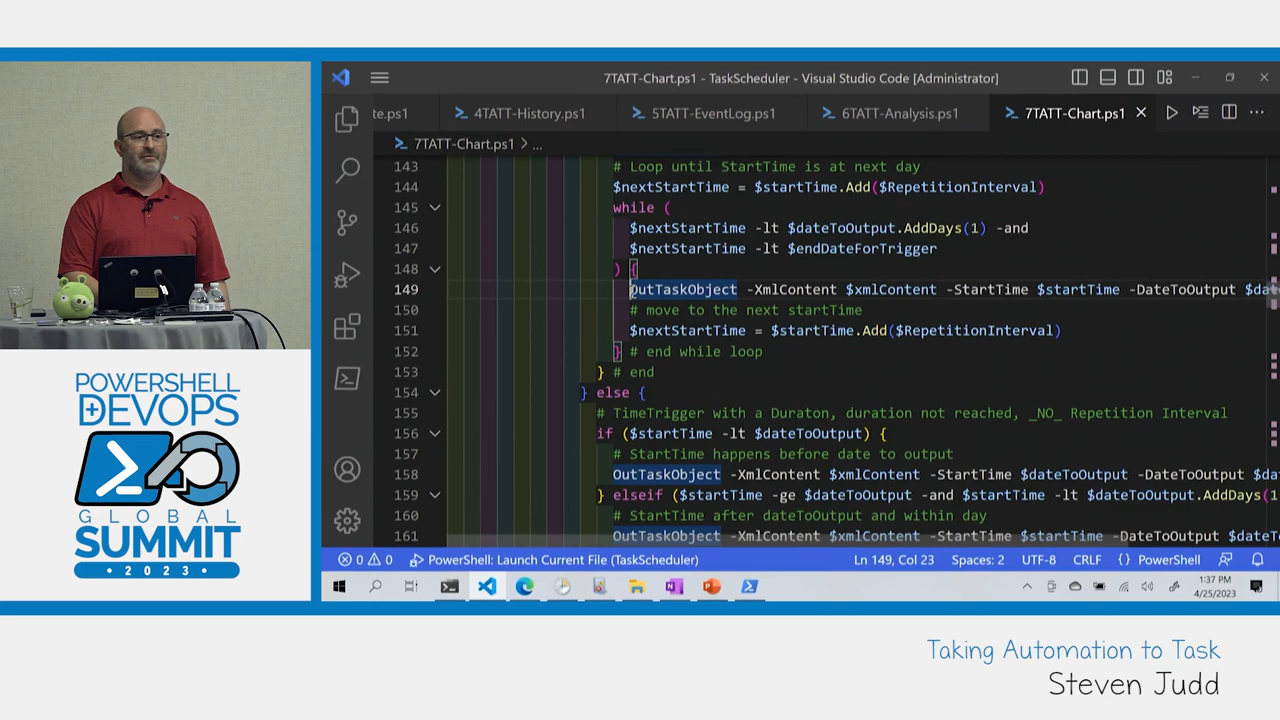 7TATT-Chart.ps1 - TaskScheduler - Visual Studio Code [Administrator]
te.ps1 4TATT-History.ps1 5TATT-EventLog.ps1 6TATT-Analysis.ps1 7TATT-Chart.ps1
7TATT-Chart.ps1 > ...
143 # Loop until StartTime is at next day
144 $nextStartTime = $startTime.Add($RepetitionInterval)
145 while (
146 $nextStartTime -lt $dateToOutput.AddDays(1) -and
147 $nextStartTime -lt $endDateForTrigger
148 ) {
149 OutTaskObject -XmlContent $xmlContent -StartTime $startTime -DateToOutput $dat
150 # move to the next startTime
151 $nextStartTime = $startTime.Add($RepetitionInterval)
152 } # end while loop
153 } # end
154 } else {
155 # TimeTrigger with a Duraton, duration not reached, _NO_ Repetition Interval
156 if ($startTime -lt $dateToOutput) {
157 # StartTime happens before date to output
158 OutTaskObject -XmlContent $xmlContent -StartTime $dateToOutput -DateToOutput $da
159 } elseif ($startTime -ge $dateToOutput -and $startTime -lt $dateToOutput.AddDays(1
160 # StartTime after dateToOutput and within day
161 OutTaskObject -XmlContent $xmlContent -StartTime $startTime -DateToOutput $date
0 0 PowerShell: Launch Current File (TaskScheduler) Ln 149, Col 23 Spaces: 2 UTF-8 CRLF {} PowerShell
1:37 PM
4/25/2023
POWERSHELL
+ DEVOPS
GLOBAL
SUMMIT
• 2023 •
Taking Automation to Task
Steven Judd